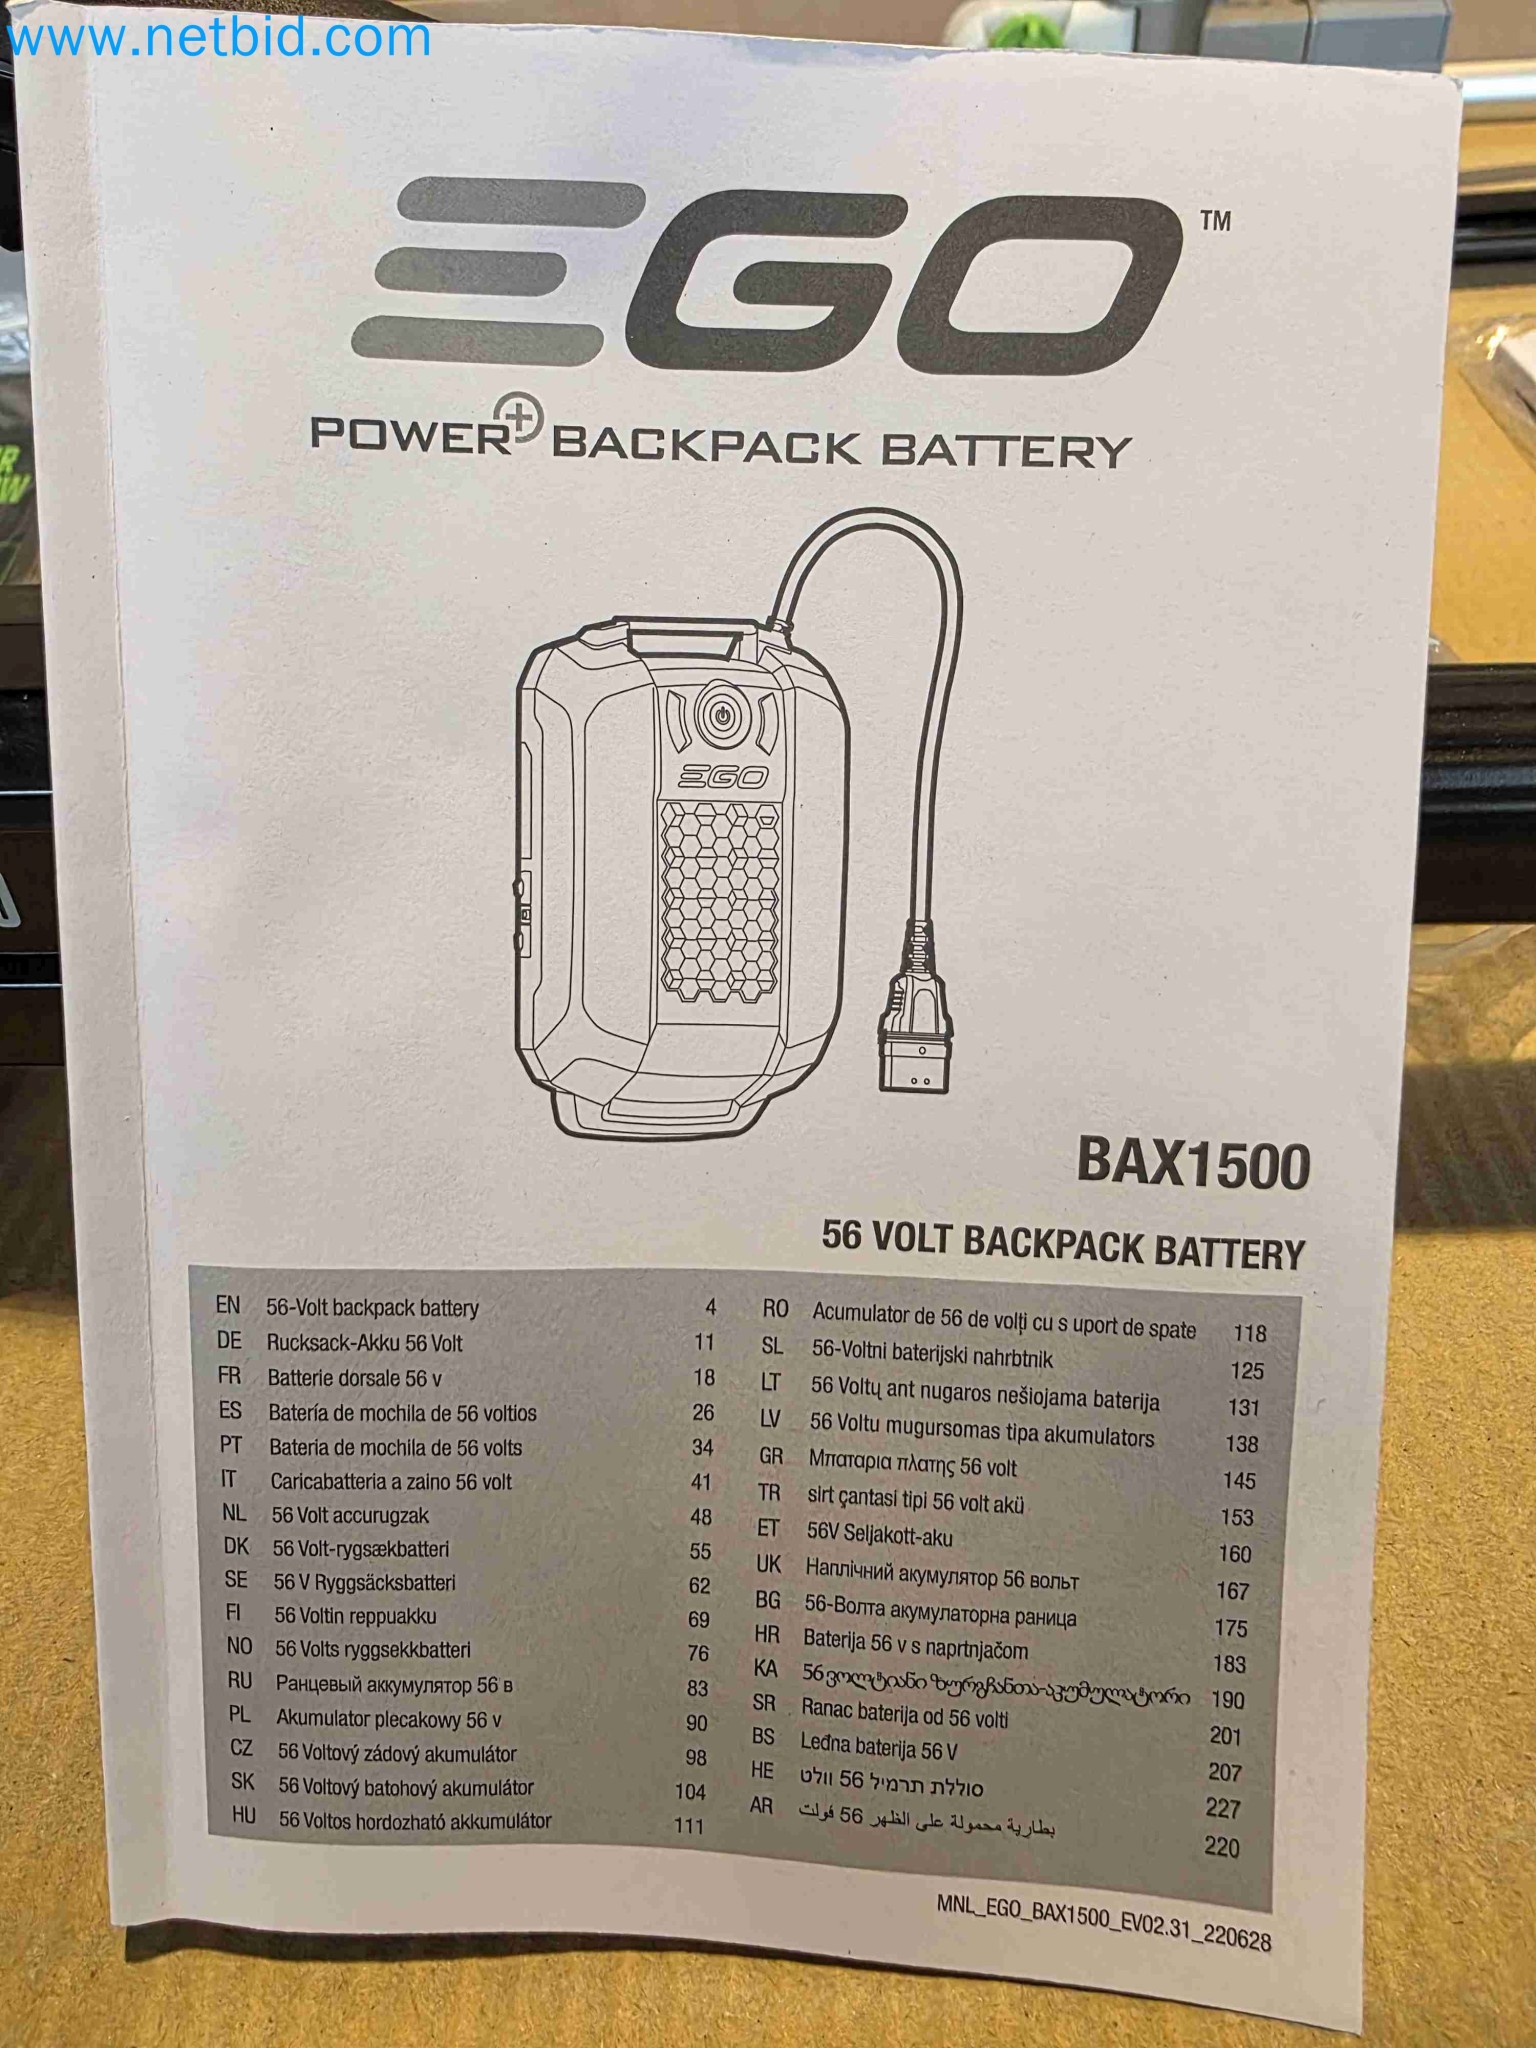 www.netbid.com
EGO™
POWER+ BACKPACK BATTERY
EGO
BAX1500
56 VOLT BACKPACK BATTERY
EN 56-Volt backpack battery 4
DE Rucksack-Akku 56 Volt 11
FR Batterie dorsale 56 v 18
ES Batería de mochila de 56 voltios 26
PT Bateria de mochila de 56 volts 34
IT Caricabatteria a zaino 56 volt 41
NL 56 Volt accurugzak 48
DK 56 Volt-rygsækbatteri 55
SE 56 V Ryggsäcksbatteri 62
FI 56 Voltin reppuakku 69
NO 56 Volts ryggsekkbatteri 76
RU Ранцевый аккумулятор 56 в 83
PL Akumulator plecakowy 56 v 90
CZ 56 Voltový zádový akumulátor 98
SK 56 Voltový batohový akumulátor 104
HU 56 Voltos hordozható akkumulátor 111
RO Acumulator de 56 de volți cu s uport de spate 118
SL 56-Voltni baterijski nahrbtnik 125
LT 56 Voltų ant nugaros nešiojama baterija 131
LV 56 Voltu mugursomas tipa akumulators 138
GR Μπαταρια πλατης 56 volt 145
TR sirt çantasi tipi 56 volt akü 153
ET 56V Seljakott-aku 160
UK Наплічний акумулятор 56 вольт 167
BG 56-Волта акумулаторна раница 175
HR Baterija 56 v s naprtnjačom 183
KA 56 ვოლტიანი ზურგჩანთა-აკუმულატორი 190
SR Ranac baterija od 56 volti 201
BS Leđna baterija 56 V 207
HE סוללת תרמיל 56 וולט 227
AR بطارية محمولة على الظهر 56 فولت 220
MNL_EGO_BAX1500_EV02.31_220628